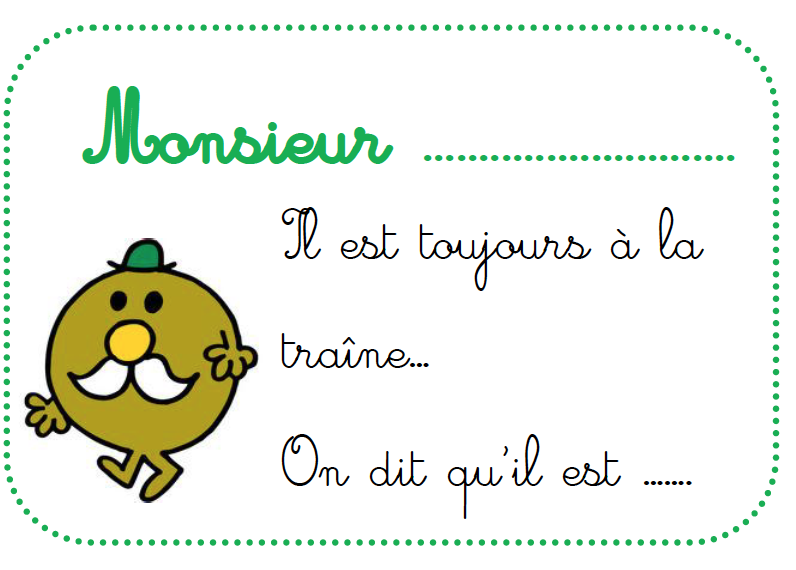 Monsieur ..............................
Il est toujours à la
traîne...
On dit qu'il est .......